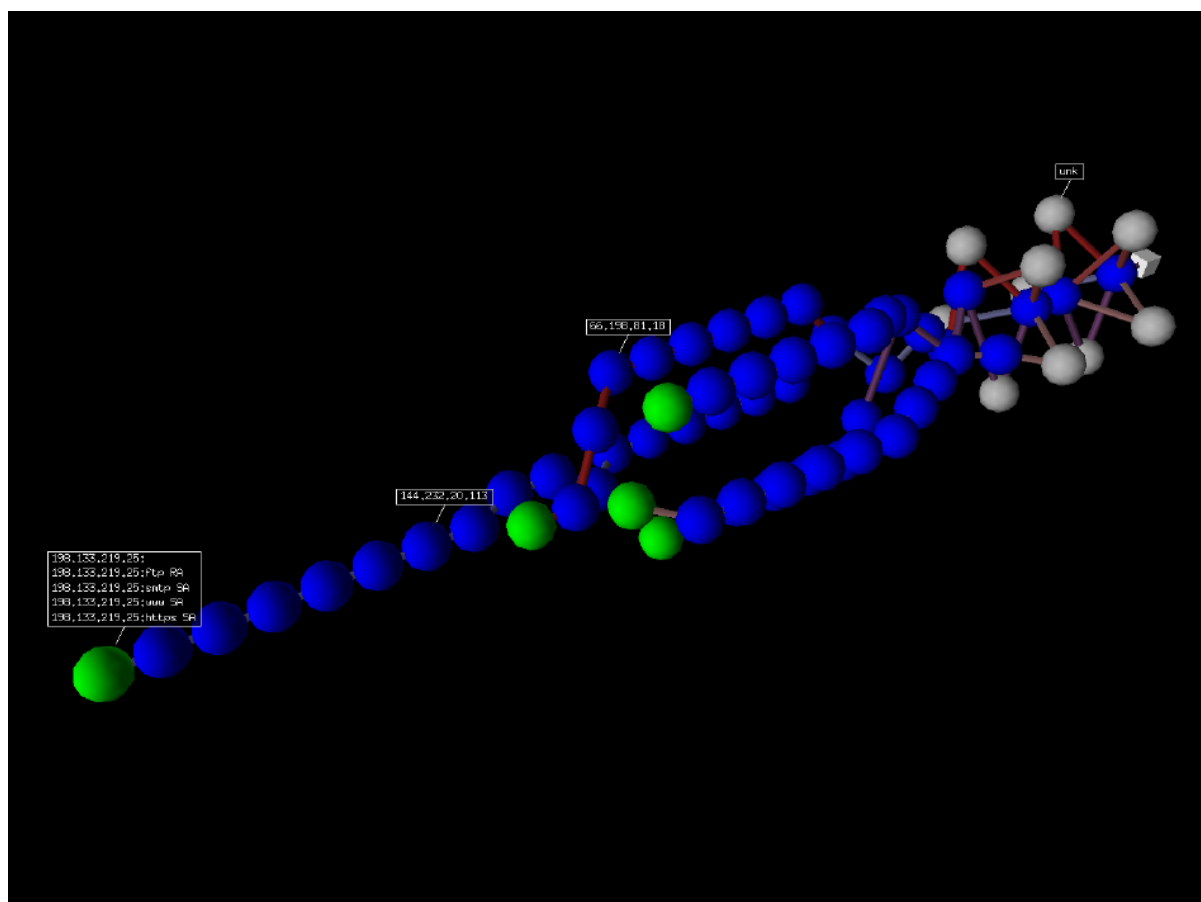 unk
66.198.81.18
144.232.20.113
198.133.219.25:
198.133.219.25:ftp RA
198.133.219.25:smtp SA
198.133.219.25:www SA
198.133.219.25:https SA